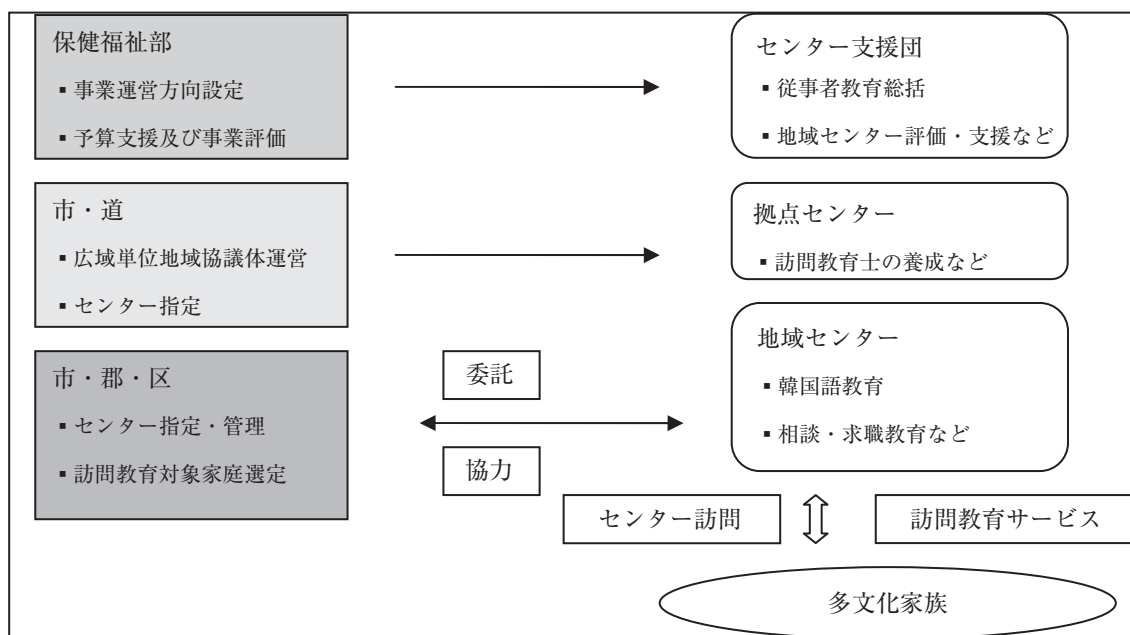 保健福祉部
▪ 事業運営方向設定
▪ 予算支援及び事業評価
センター支援団
▪ 従事者教育総括
▪ 地域センター評価・支援など
市・道
▪ 広域単位地域協議体運営
▪ センター指定
拠点センター
▪ 訪問教育士の養成など
市・郡・区
▪ センター指定・管理
▪ 訪問教育対象家庭選定
委託
協力
地域センター
▪ 韓国語教育
▪ 相談・求職教育など
センター訪問
訪問教育サービス
多文化家族